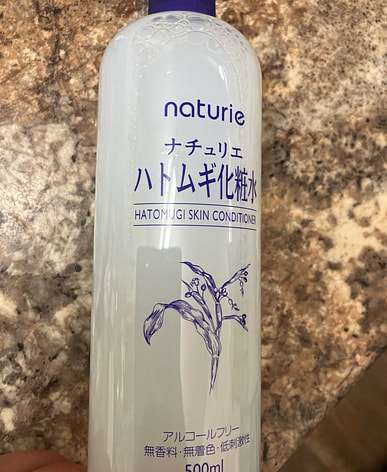 naturie
ナチュリエ
ハトムギ化粧水
HATOMUGI SKIN CONDITIONER
アルコールフリー
無香料・無着色・低刺激性
500ml